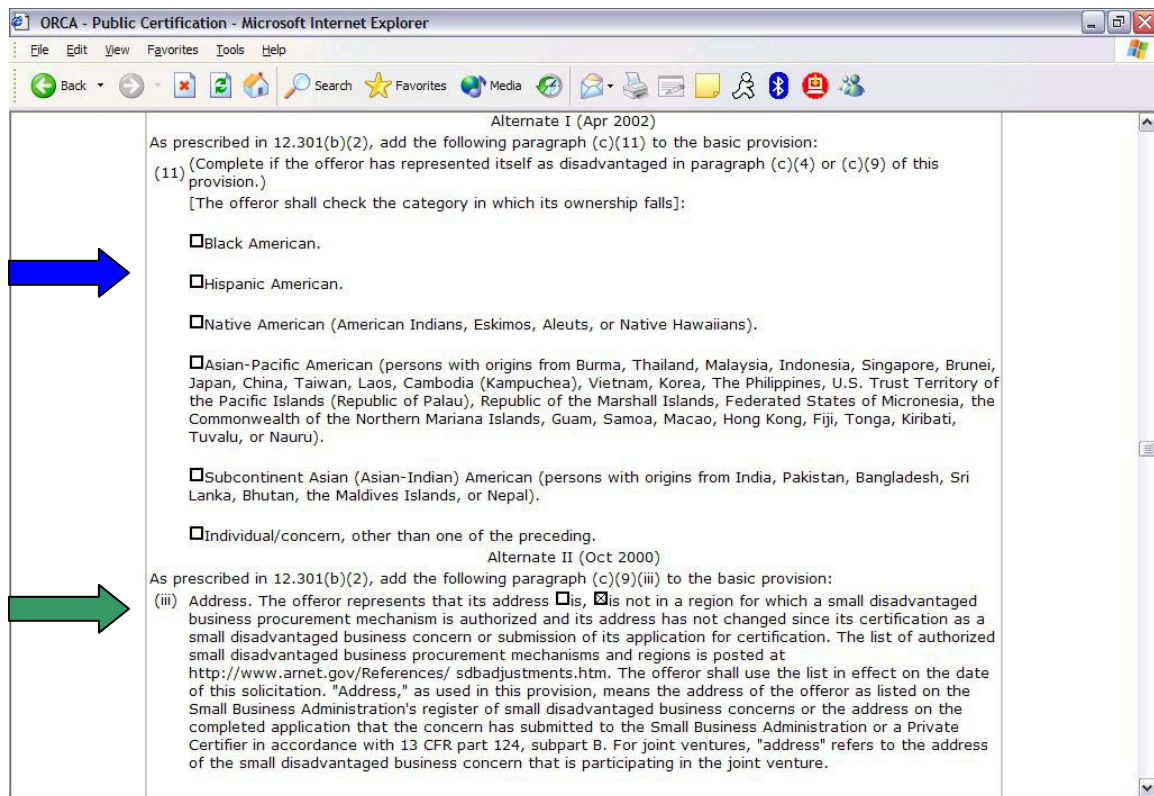 ORCA - Public Certification - Microsoft Internet Explorer
File Edit View Favorites Tools Help
Back Search Favorites Media
Alternate I (Apr 2002)
As prescribed in 12.301(b)(2), add the following paragraph (c)(11) to the basic provision:
(11) (Complete if the offeror has represented itself as disadvantaged in paragraph (c)(4) or (c)(9) of this
provision.)
[The offeror shall check the category in which its ownership falls]:
Black American.
Hispanic American.
Native American (American Indians, Eskimos, Aleuts, or Native Hawaiians).
Asian-Pacific American (persons with origins from Burma, Thailand, Malaysia, Indonesia, Singapore, Brunei,
Japan, China, Taiwan, Laos, Cambodia (Kampuchea), Vietnam, Korea, The Philippines, U.S. Trust Territory of
the Pacific Islands (Republic of Palau), Republic of the Marshall Islands, Federated States of Micronesia, the
Commonwealth of the Northern Mariana Islands, Guam, Samoa, Macao, Hong Kong, Fiji, Tonga, Kiribati,
Tuvalu, or Nauru).
Subcontinent Asian (Asian-Indian) American (persons with origins from India, Pakistan, Bangladesh, Sri
Lanka, Bhutan, the Maldives Islands, or Nepal).
Individual/concern, other than one of the preceding.
Alternate II (Oct 2000)
As prescribed in 12.301(b)(2), add the following paragraph (c)(9)(iii) to the basic provision:
(iii) Address. The offeror represents that its address ☐is, ☒is not in a region for which a small disadvantaged
business procurement mechanism is authorized and its address has not changed since its certification as a
small disadvantaged business concern or submission of its application for certification. The list of authorized
small disadvantaged business procurement mechanisms and regions is posted at
http://www.arnet.gov/References/ sdbadjustments.htm. The offeror shall use the list in effect on the date
of this solicitation. "Address," as used in this provision, means the address of the offeror as listed on the
Small Business Administration's register of small disadvantaged business concerns or the address on the
completed application that the concern has submitted to the Small Business Administration or a Private
Certifier in accordance with 13 CFR part 124, subpart B. For joint ventures, "address" refers to the address
of the small disadvantaged business concern that is participating in the joint venture.